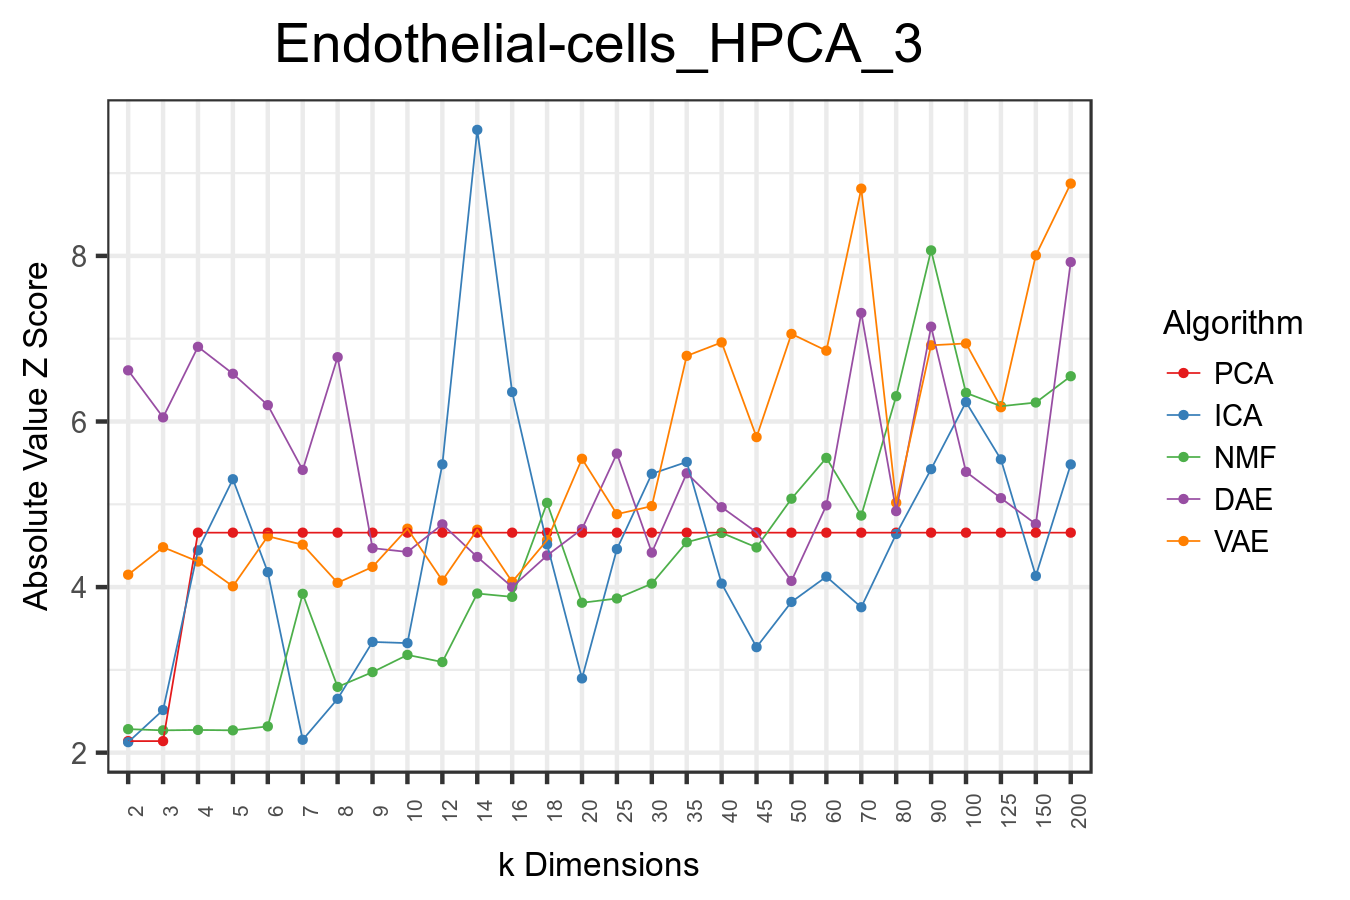 Endothelial-cells_HPCA_3
Absolute Value Z Score
8
6
4
2
2 3 4 5 6 7 8 9 10 12 14 16 18 20 25 30 35 40 45 50 60 70 80 90 100 125 150 200
k Dimensions
Algorithm
PCA
ICA
NMF
DAE
VAE